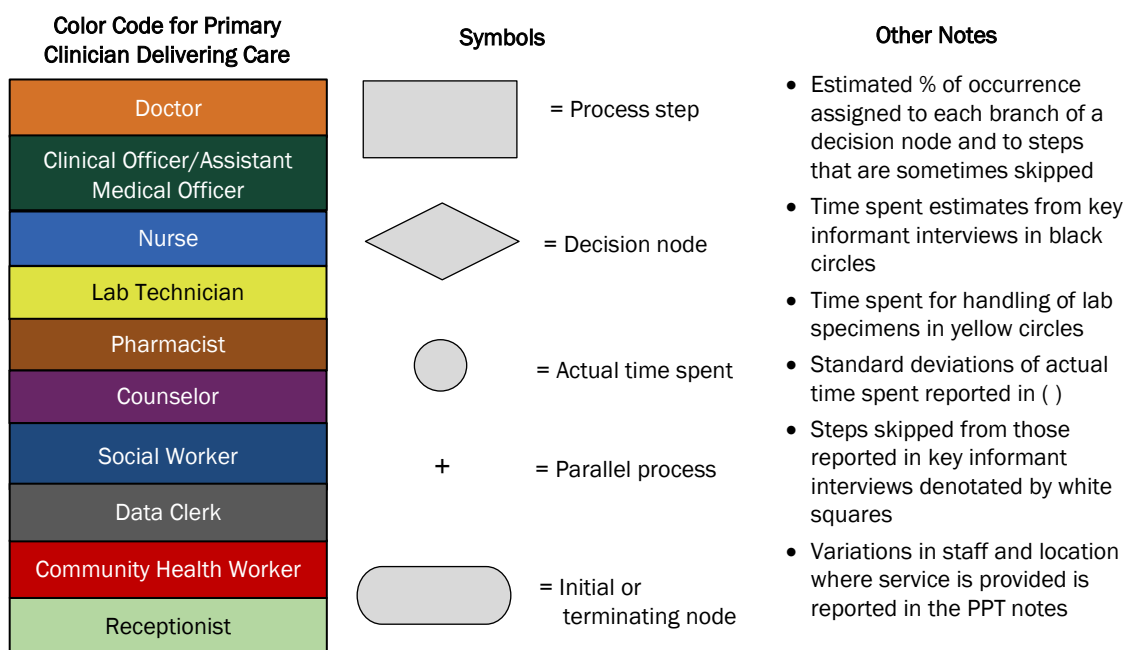 Color Code for Primary
Clinician Delivering Care
Doctor
Clinical Officer/Assistant
Medical Officer
Nurse
Lab Technician
Pharmacist
Counselor
Social Worker
Data Clerk
Community Health Worker
Receptionist
Symbols
= Process step
= Decision node
= Actual time spent
+ = Parallel process
= Initial or
terminating node
Other Notes
• Estimated % of occurrence
assigned to each branch of a
decision node and to steps
that are sometimes skipped
• Time spent estimates from key
informant interviews in black
circles
• Time spent for handling of lab
specimens in yellow circles
• Standard deviations of actual
time spent reported in ( )
• Steps skipped from those
reported in key informant
interviews denotated by white
squares
• Variations in staff and location
where service is provided is
reported in the PPT notes